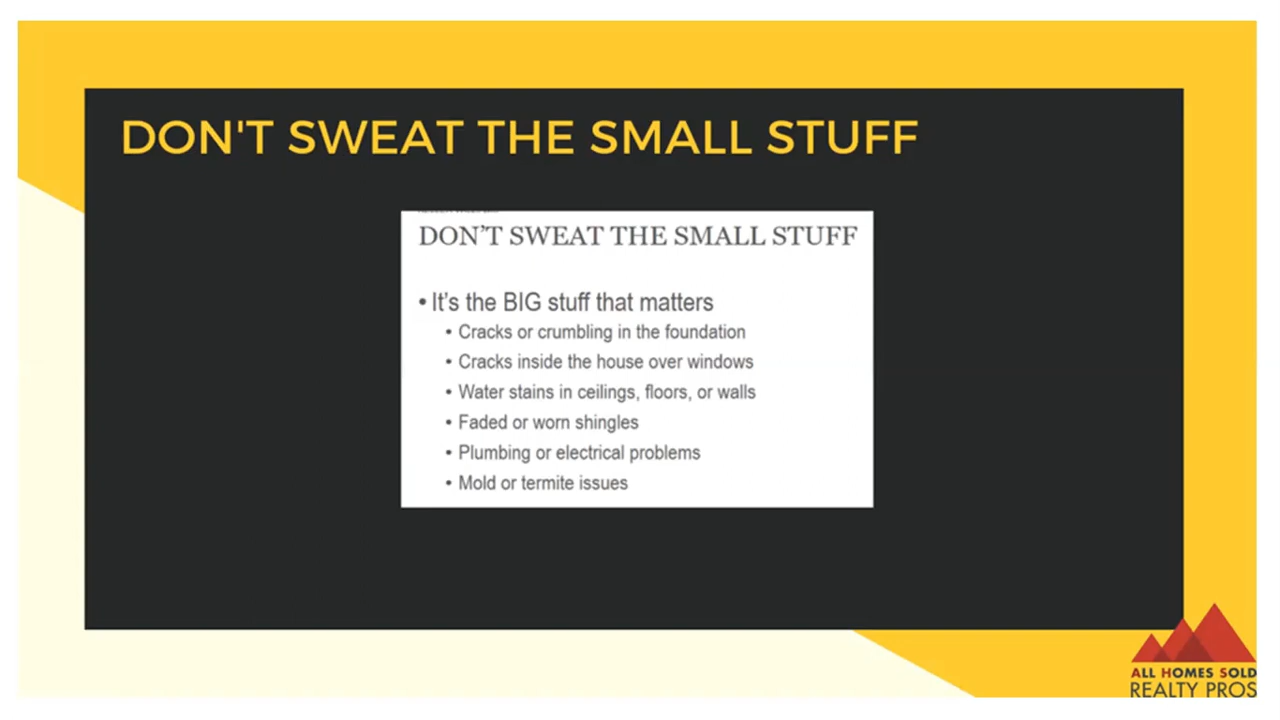 DON'T SWEAT THE SMALL STUFF
DON’T SWEAT THE SMALL STUFF
• It’s the BIG stuff that matters
• Cracks or crumbling in the foundation
• Cracks inside the house over windows
• Water stains in ceilings, floors, or walls
• Faded or worn shingles
• Plumbing or electrical problems
• Mold or termite issues
ALL HOMES SOLD
REALTY PROS